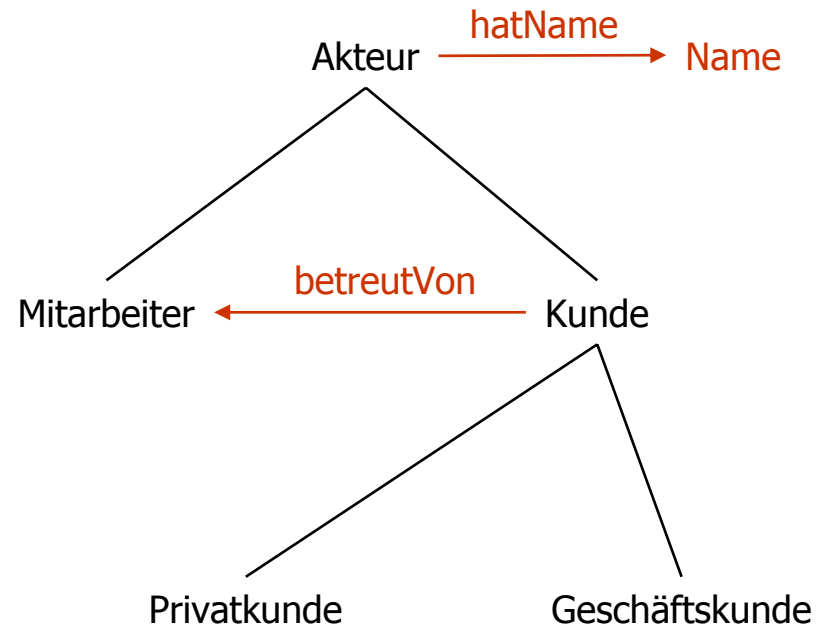 hatName
Akteur
Name
betreutVon
Mitarbeiter
Kunde
Privatkunde
Geschäftskunde